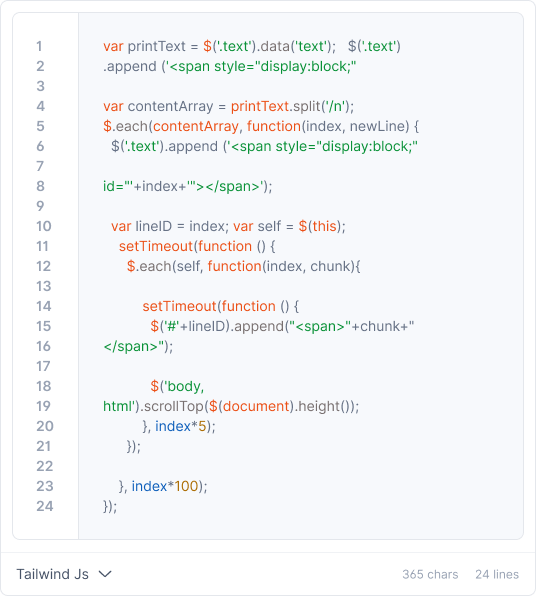 1 var printText = $('.text').data('text');   $('.text')
2 .append ('<span style="display:block;"
3
4 var contentArray = printText.split('/n');
5 $.each(contentArray, function(index, newLine) {
6 $('.text').append ('<span style="display:block;"
7
8 id="'+index+'"></span>');
9
10 var lineID = index; var self = $(this);
11 setTimeout(function () {
12 $.each(self, function(index, chunk){
13
14 setTimeout(function () {
15 $('#'+lineID).append("<span>"+chunk+"
16 </span>");
17
18 $('body,
19 html').scrollTop($(document).height());
20 }, index*5);
21 });
22
23 }, index*100);
24 });
Tailwind Js 365 chars 24 lines